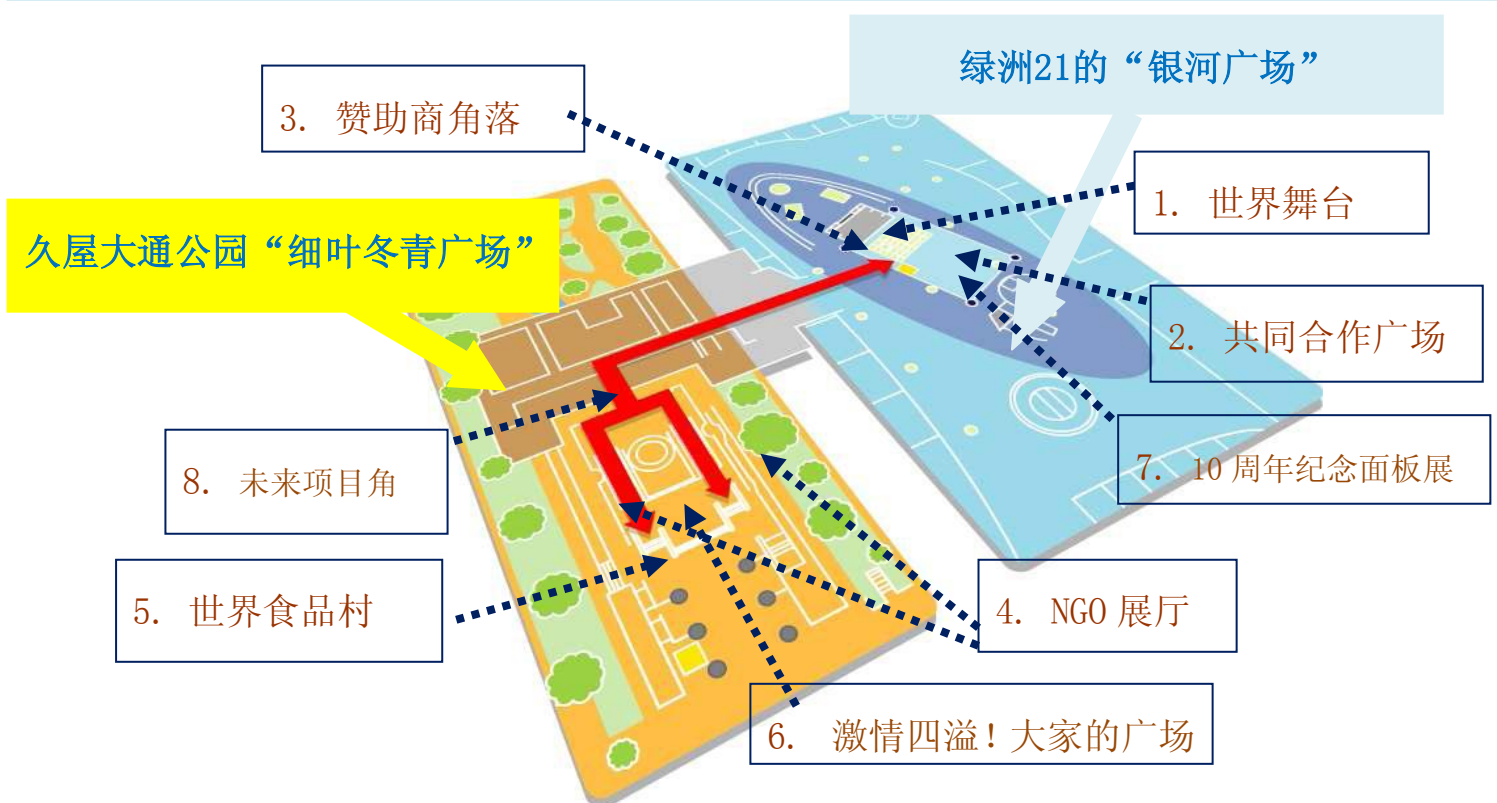 绿洲21的“银河广场”
3. 赞助商角落
1. 世界舞台
久屋大通公园“细叶冬青广场”
2. 共同合作广场
8. 未来项目角
7. 10周年纪念面板展
5. 世界食品村
4. NGO 展厅
6. 激情四溢！大家的广场